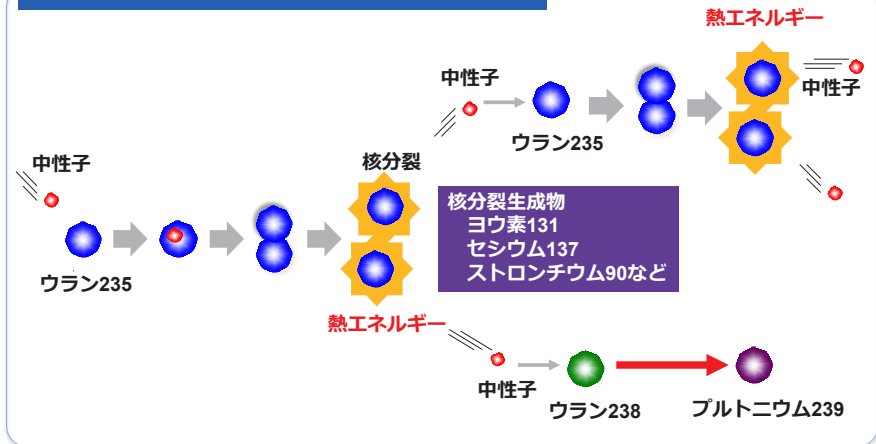 熱エネルギー
中性子
中性子
ウラン235
中性子
核分裂
ウラン235
核分裂生成物
ヨウ素131
セシウム137
ストロンチウム90など
熱エネルギー
中性子
ウラン238
プルトニウム239